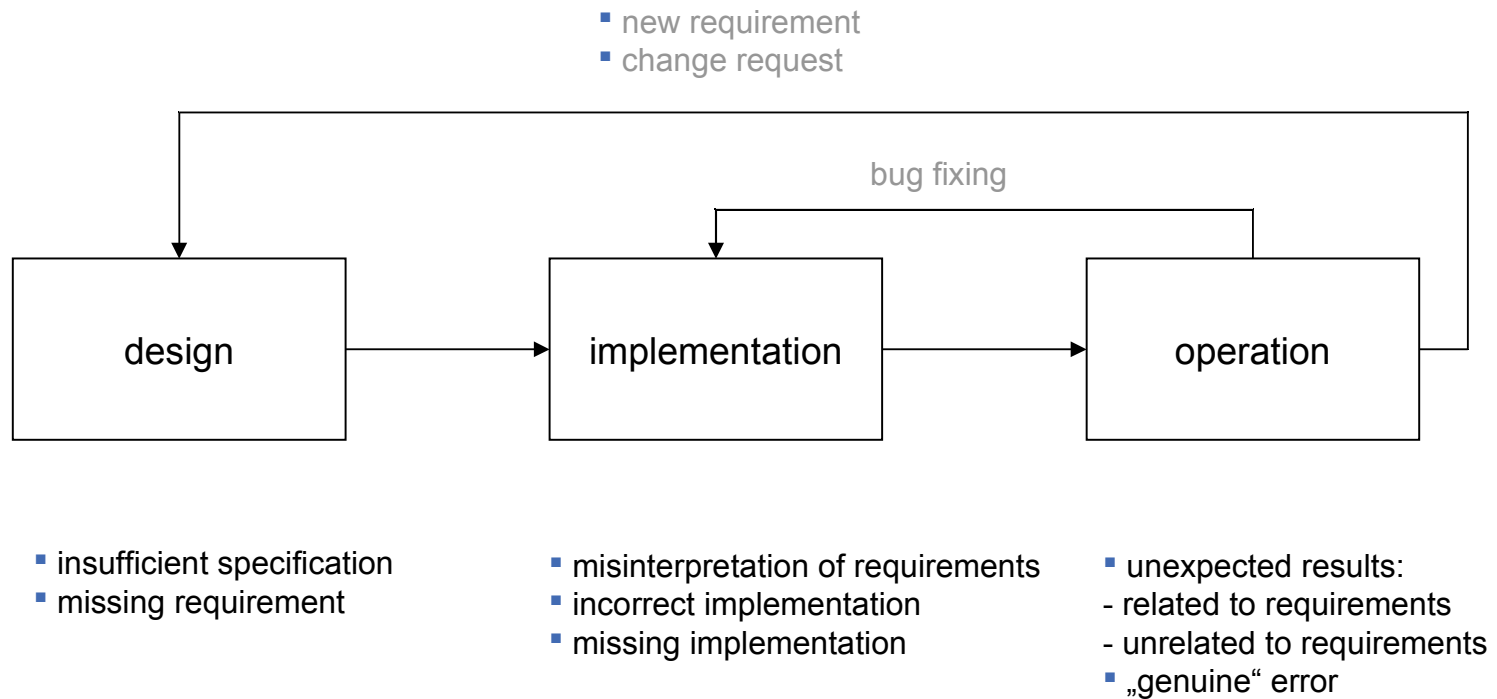 ▪ new requirement
▪ change request
bug fixing
design
implementation
operation
▪ insufficient specification
▪ missing requirement
▪ misinterpretation of requirements
▪ incorrect implementation
▪ missing implementation
▪ unexpected results:
- related to requirements
- unrelated to requirements
▪ „genuine“ error